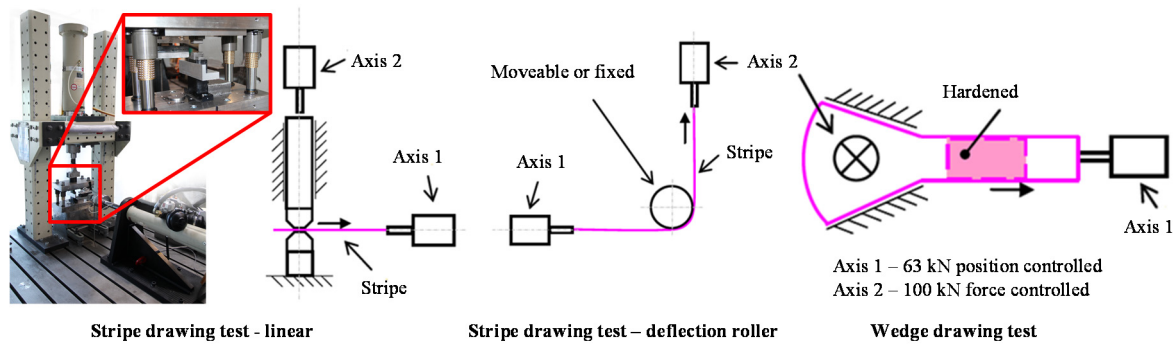 Axis 2
Axis 1
Stripe
Stripe drawing test - linear
Moveable or fixed
Axis 2
Axis 1
Stripe
Stripe drawing test – deflection roller
Hardened
Axis 1
Axis 1 – 63 kN position controlled
Axis 2 – 100 kN force controlled
Wedge drawing test